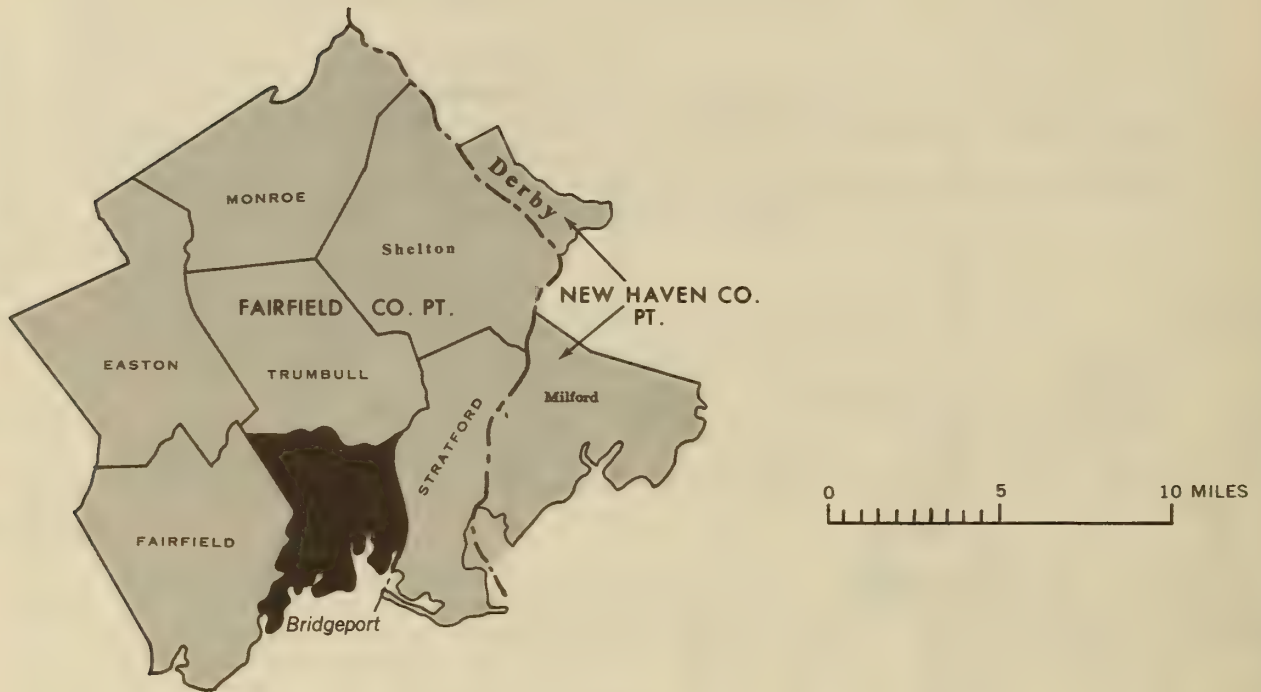 MONROE
Derby
Shelton
NEW HAVEN CO.
PT.
FAIRFIELD CO. PT.
EASTON
TRUMBULL
Milford
STRATFORD
0 5 10 MILES
FAIRFIELD
Bridgeport